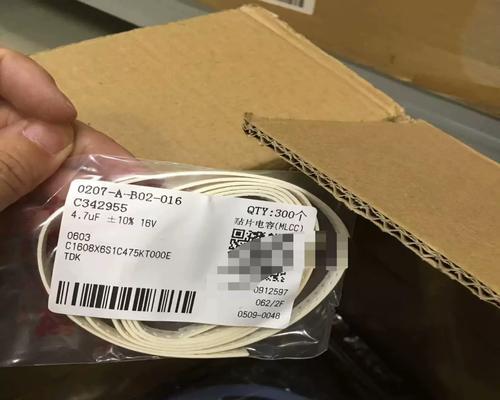 0207-A-B02-016
C342955
4.7uF ±10% 16V
0603
C1608X6S1C475KT000E
TDK
QTY:300个
贴片电容(MLCC)
0912597
062/2F
0509-0048